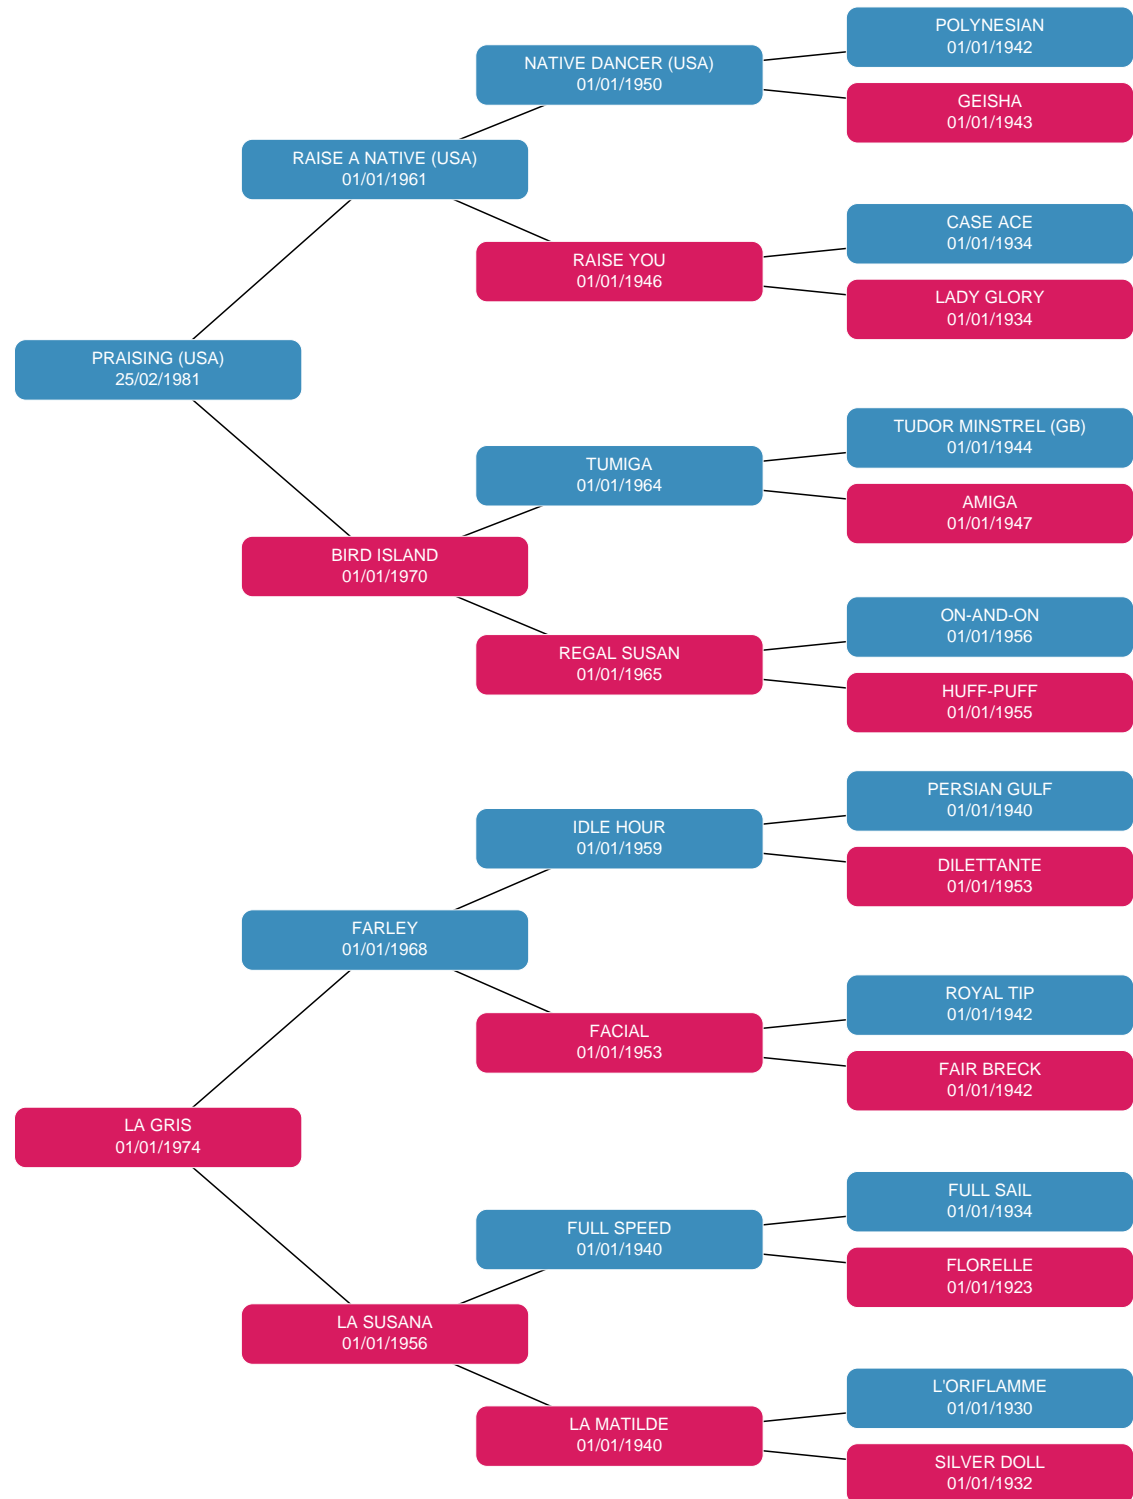 POLYNESIAN
01/01/1942
NATIVE DANCER (USA)
01/01/1950
GEISHA
01/01/1943
RAISE A NATIVE (USA)
01/01/1961
CASE ACE
01/01/1934
RAISE YOU
01/01/1946
LADY GLORY
01/01/1934
PRAISING (USA)
25/02/1981
TUDOR MINSTREL (GB)
01/01/1944
TUMIGA
01/01/1964
AMIGA
01/01/1947
BIRD ISLAND
01/01/1970
ON-AND-ON
01/01/1956
REGAL SUSAN
01/01/1965
HUFF-PUFF
01/01/1955
PERSIAN GULF
01/01/1940
IDLE HOUR
01/01/1959
DILETTANTE
01/01/1953
FARLEY
01/01/1968
ROYAL TIP
01/01/1942
FACIAL
01/01/1953
FAIR BRECK
01/01/1942
LA GRIS
01/01/1974
FULL SAIL
01/01/1934
FULL SPEED
01/01/1940
FLORELLE
01/01/1923
LA SUSANA
01/01/1956
L'ORIFLAMME
01/01/1930
LA MATILDE
01/01/1940
SILVER DOLL
01/01/1932